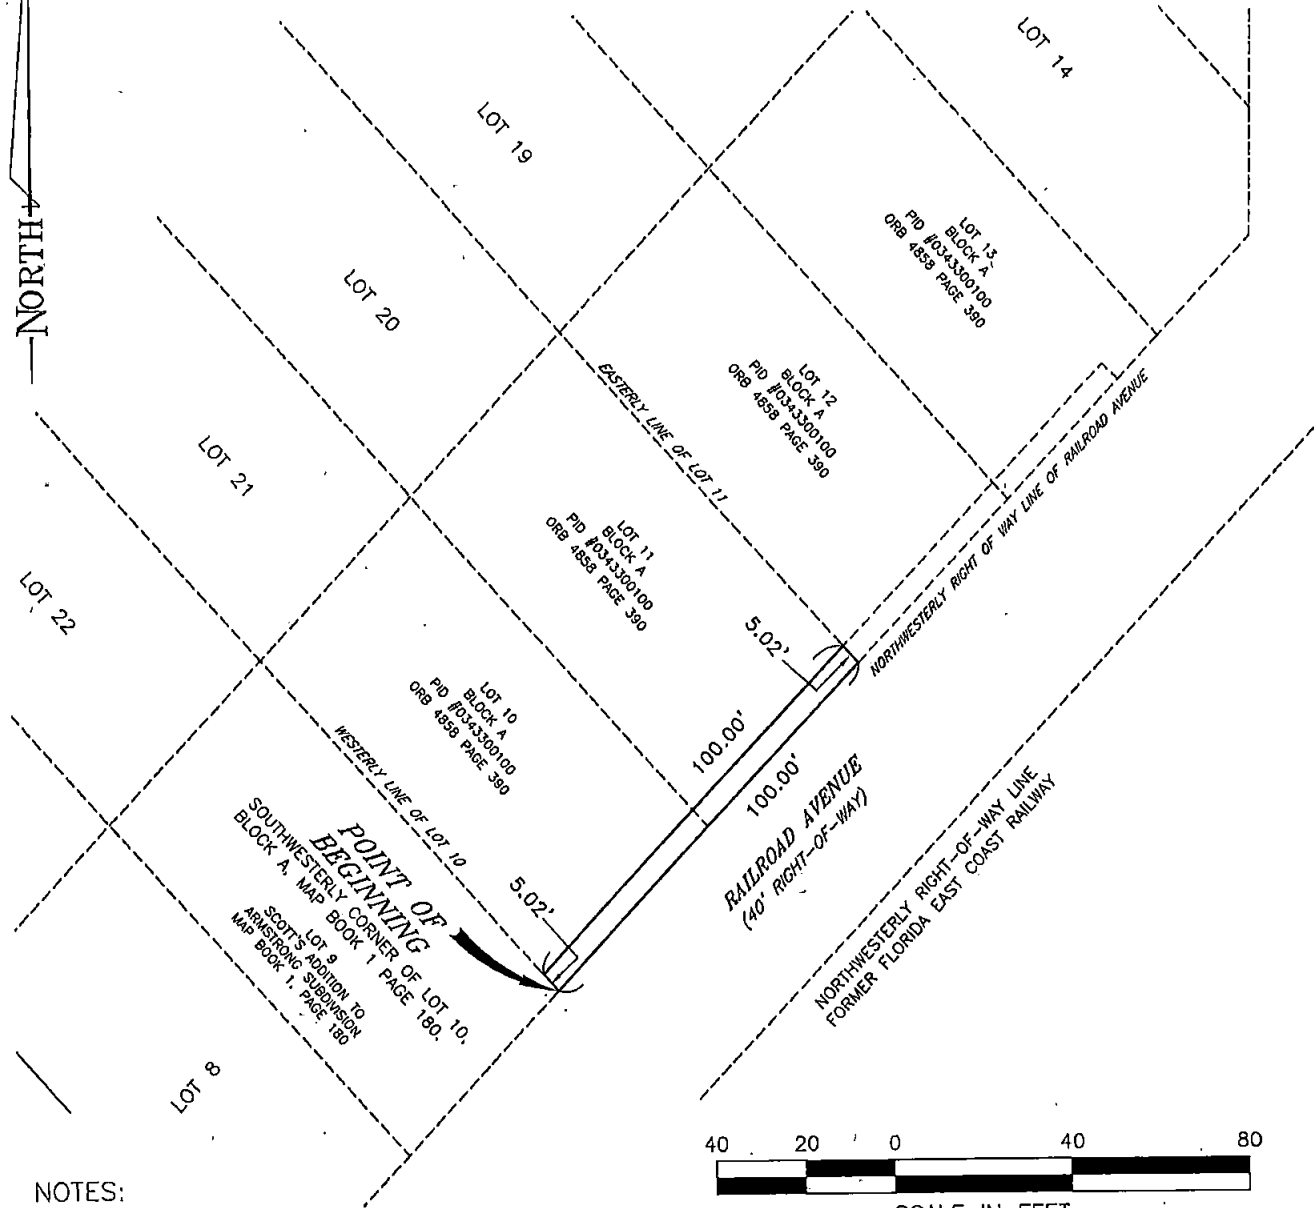 NORTH
LOT 14
LOT 19
LOT 20
LOT 21
LOT 22
LOT 13
BLOCK A
PID #0343300100
ORB 4858 PAGE 390
LOT 12
BLOCK A
PID #0343300100
ORB 4858 PAGE 390
EASTERLY LINE OF LOT 11
LOT 11
BLOCK A
PID #0343300100
ORB 4858 PAGE 390
NORTHWESTERLY RIGHT OF WAY LINE OF RAILROAD AVENUE
5.02'
LOT 10
BLOCK A
PID #0343300100
ORB 4858 PAGE 390
WESTERLY LINE OF LOT 10
100.00'
100.00'
RAILROAD AVENUE
(40' RIGHT-OF-WAY)
NORTHWESTERLY RIGHT-OF-WAY LINE
FORMER FLORIDA EAST COAST RAILWAY
POINT OF
BEGINNING
SOUTHWESTERLY CORNER OF LOT 10,
BLOCK A, MAP BOOK 1 PAGE 180.
5.02'
LOT 9
SCOTT'S ADDITION TO
ARMSTRONG SUBDIVISION
MAP BOOK 1, PAGE 180
LOT 8
40 20 0 40 80
SCALE IN FEET
NOTES: